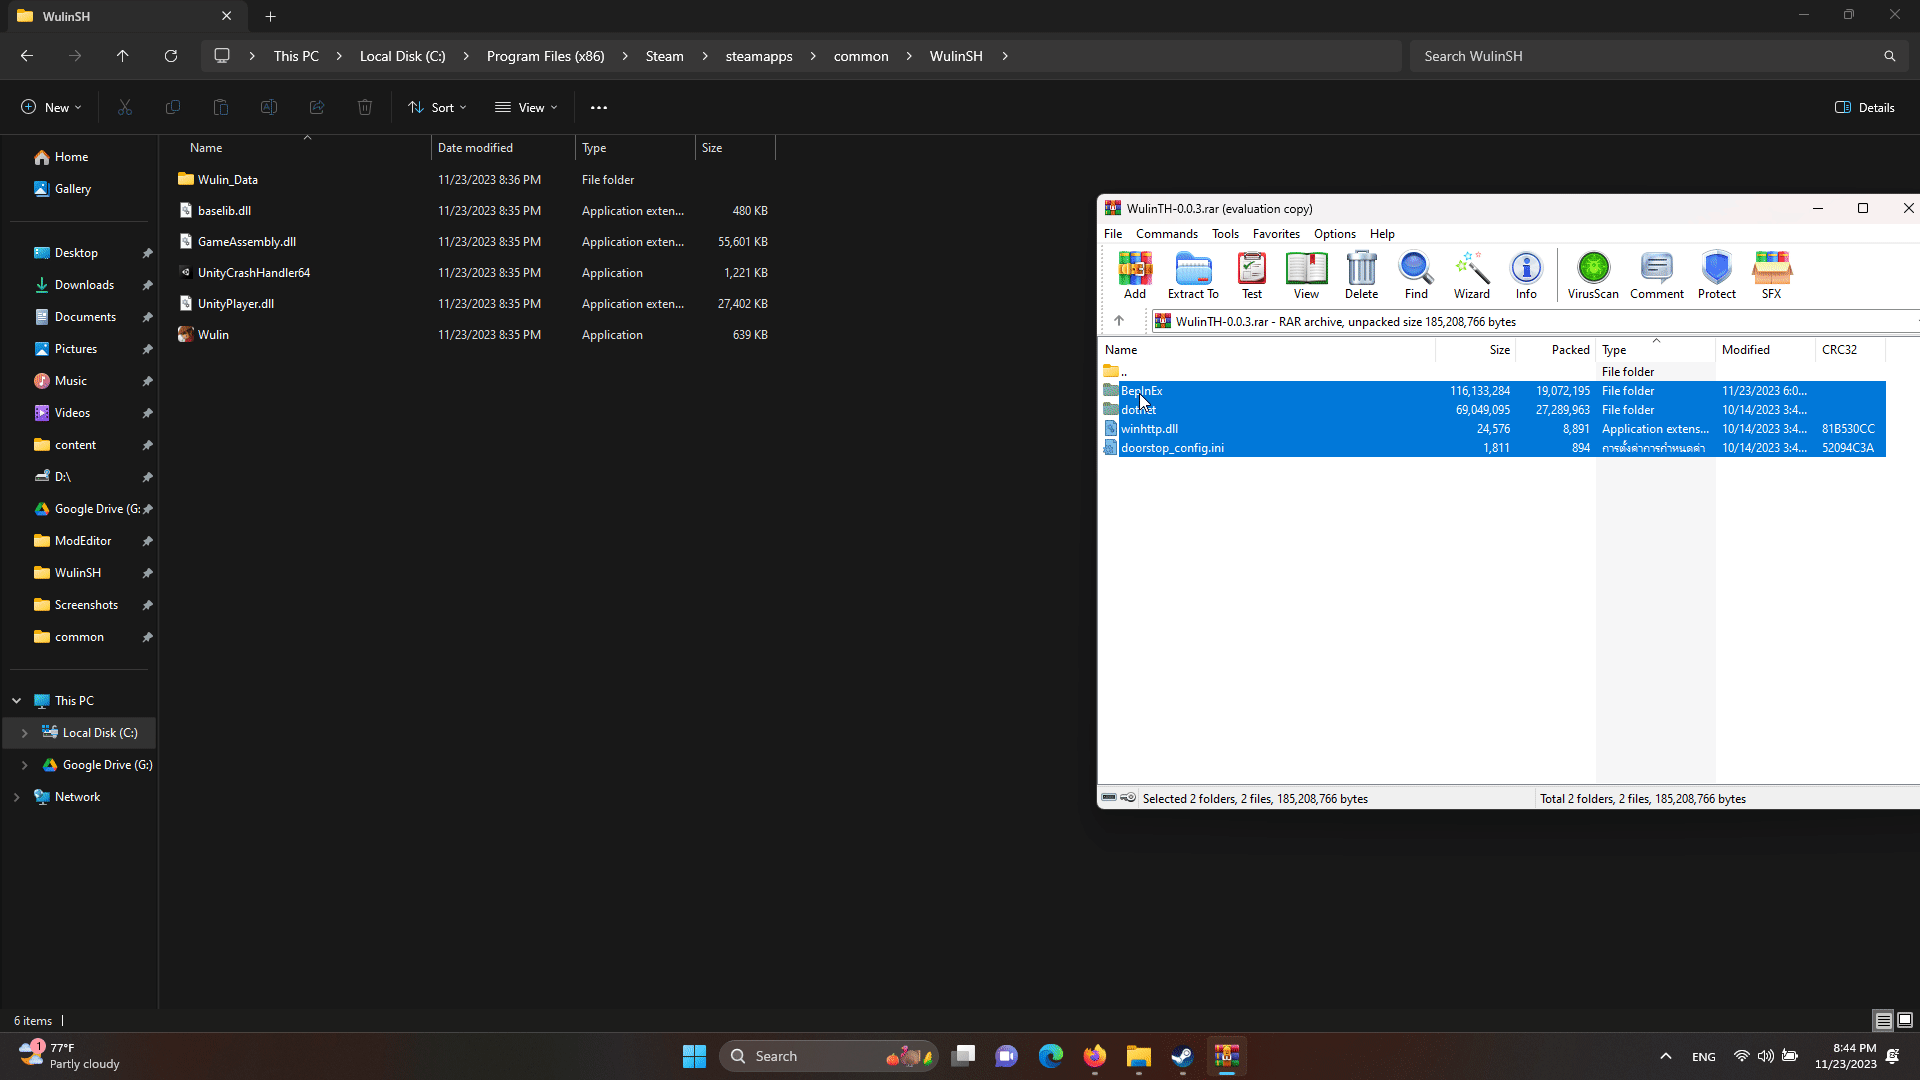 WulinSH
This PC
Local Disk (C:)
Program Files (x86)
Steam
steamapps
common
WulinSH
Search WulinSH
New
Sort
View
Details
Home
Gallery
Desktop
Downloads
Documents
Pictures
Music
Videos
content
D:\
Google Drive (G:
ModEditor
WulinSH
Screenshots
common
This PC
Local Disk (C:)
Google Drive (G:)
Network
Name Date modified Type Size
Wulin_Data 11/23/2023 8:36 PM File folder
baselib.dll 11/23/2023 8:35 PM Application exten... 480 KB
GameAssembly.dll 11/23/2023 8:35 PM Application exten... 55,601 KB
UnityCrashHandler64 11/23/2023 8:35 PM Application 1,221 KB
UnityPlayer.dll 11/23/2023 8:35 PM Application exten... 27,402 KB
Wulin 11/23/2023 8:35 PM Application 639 KB
WulinTH-0.0.3.rar (evaluation copy)
File Commands Tools Favorites Options Help
Add Extract To Test View Delete Find Wizard Info VirusScan Comment Protect SFX
WulinTH-0.0.3.rar - RAR archive, unpacked size 185,208,766 bytes
Name Size Packed Type Modified CRC32
.. File folder
BepInEx 116,133,284 19,072,195 File folder 11/23/2023 6:0...
dotnet 69,049,095 27,289,963 File folder 10/14/2023 3:4...
winhttp.dll 24,576 8,891 Application extens... 10/14/2023 3:4... 81B530CC
doorstop_config.ini 1,811 894 การตั้งค่าการกำหนดค่า 10/14/2023 3:4... 52094C3A
Selected 2 folders, 2 files, 185,208,766 bytes
Total 2 folders, 2 files, 185,208,766 bytes
6 items
1
77°F
Partly cloudy
Search
ENG
8:44 PM
11/23/2023